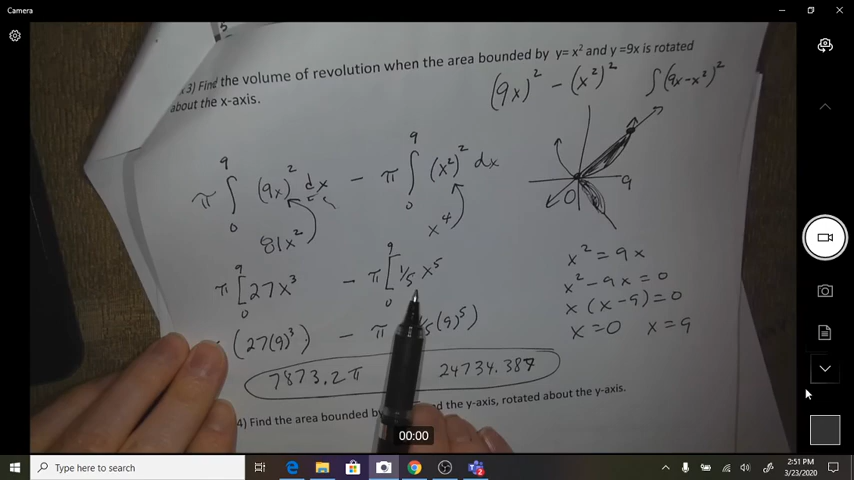 Camera
3) Find the volume of revolution when the area bounded by y= x² and y =9x is rotated
about the x-axis.
(9x)² − (x²)² ∫(9x−x²)²
π ∫₀⁹ (9x)² dx − π ∫₀⁹ (x²)² dx
81x² x⁴
0 9
π [₀⁹ 27x³ − π [₀⁹ 1/5 x⁵
(27(9)³) − π 1/5(9)⁵)
7873.2π 24734.387
x² = 9x
x² − 9x = 0
x(x−9) = 0
x=0 x=9
4) Find the area bounded by the y-axis, rotated about the y-axis.
00:00
Type here to search
2:51 PM
3/23/2020